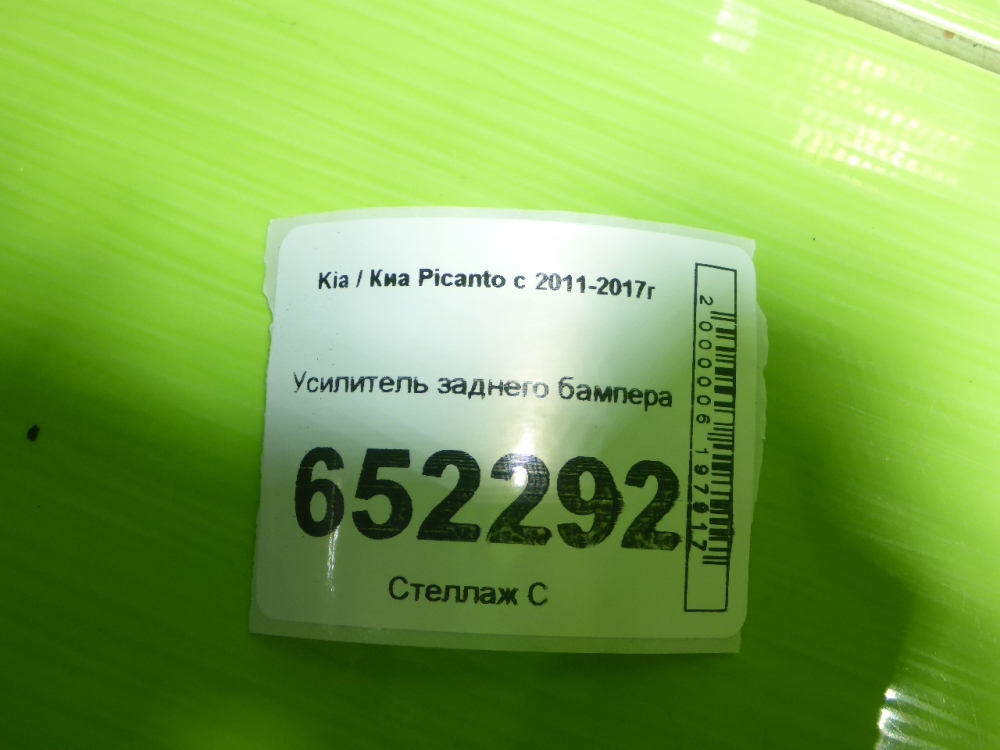 Kia / Киа Picanto с 2011-2017г
Усилитель заднего бампера
652292
Стеллаж С
2000006197917